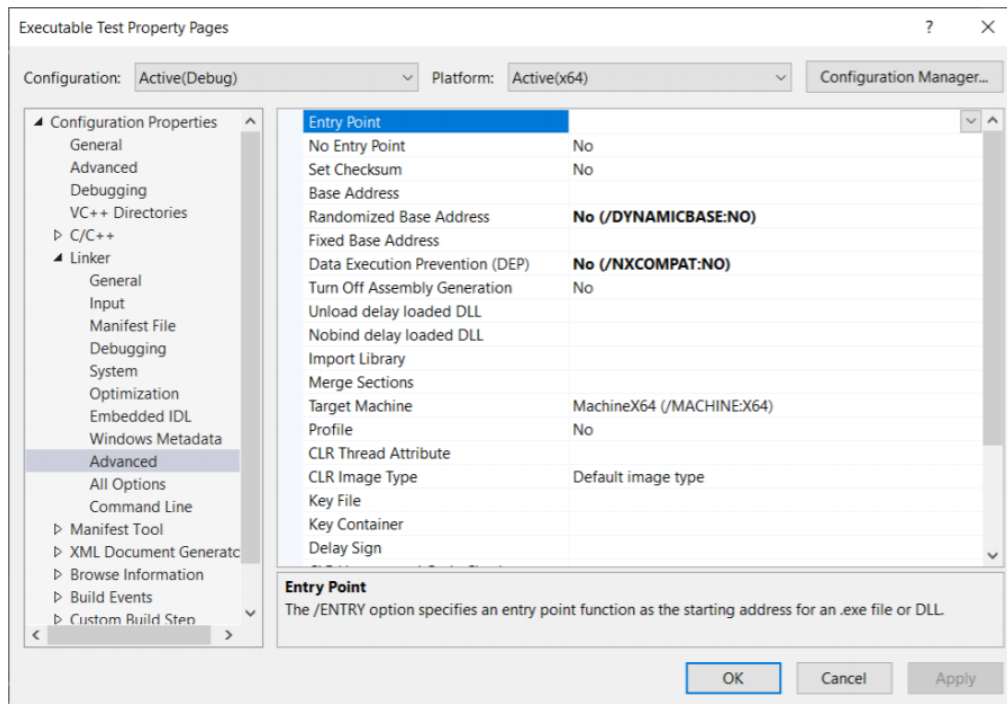 Executable Test Property Pages
Configuration: Active(Debug) Platform: Active(x64) Configuration Manager...
Configuration Properties
General
Advanced
Debugging
VC++ Directories
C/C++
Linker
General
Input
Manifest File
Debugging
System
Optimization
Embedded IDL
Windows Metadata
Advanced
All Options
Command Line
Manifest Tool
XML Document Generatc
Browse Information
Build Events
Custom Build Step
Entry Point
No Entry Point No
Set Checksum No
Base Address
Randomized Base Address No (/DYNAMICBASE:NO)
Fixed Base Address
Data Execution Prevention (DEP) No (/NXCOMPAT:NO)
Turn Off Assembly Generation No
Unload delay loaded DLL
Nobind delay loaded DLL
Import Library
Merge Sections
Target Machine MachineX64 (/MACHINE:X64)
Profile No
CLR Thread Attribute
CLR Image Type Default image type
Key File
Key Container
Delay Sign
Entry Point
The /ENTRY option specifies an entry point function as the starting address for an .exe file or DLL.
OK Cancel Apply